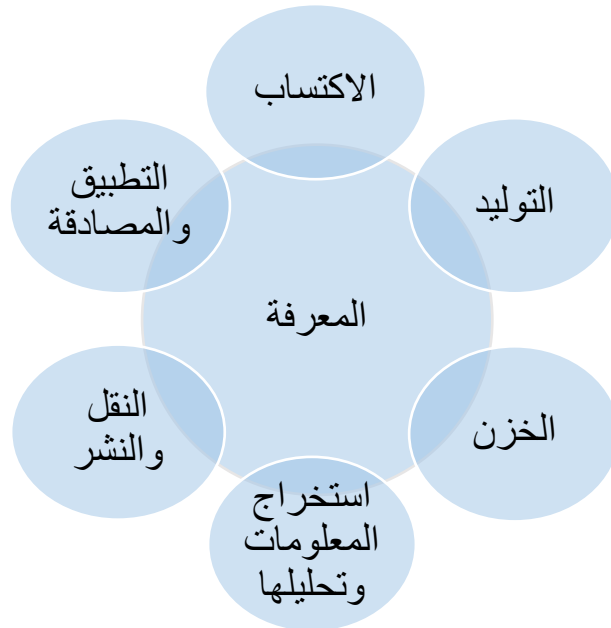 الاكتساب
التوليد
الخزن
استخراج
المعلومات
وتحليلها
النقل
والنشر
التطبيق
والمصادقة
المعرفة